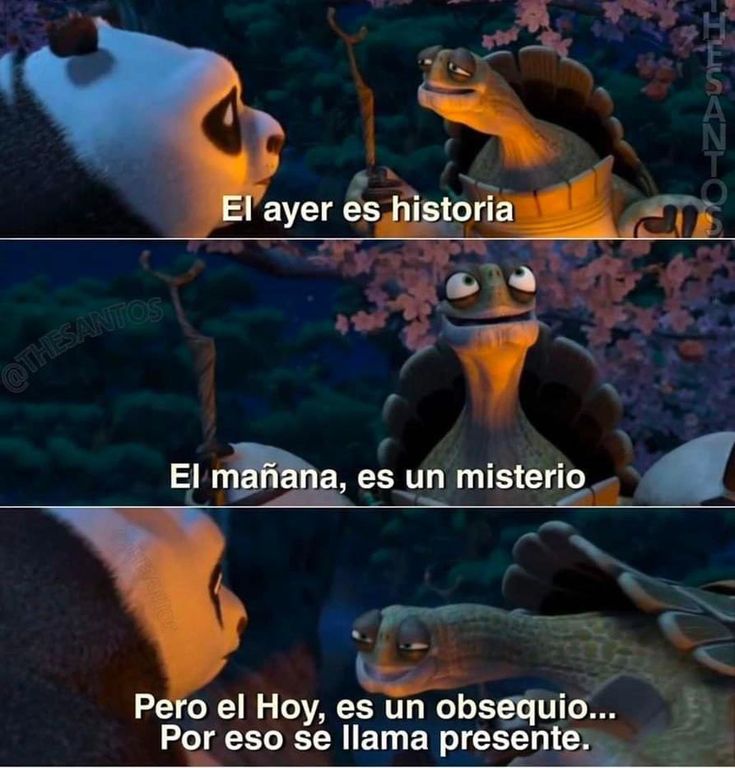 THESANTOS
El ayer es historia
@THESANTOS
El mañana, es un misterio
Pero el Hoy, es un obsequio...
Por eso se llama presente.